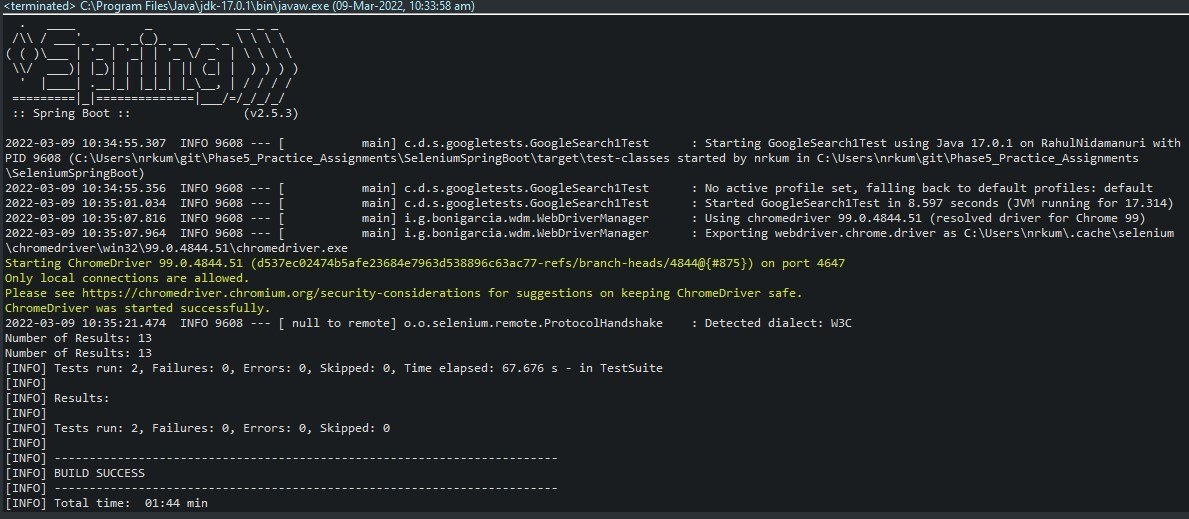 <terminated> C:\Program Files\Java\jdk-17.0.1\bin\javaw.exe (09-Mar-2022, 10:33:58 am)
  .   ____          _            __ _ _
 /\\ / ___'_ __ _ _(_)_ __  __ _ \ \ \ \
( ( )\___ | '_ | '_| | '_ \/ _` | \ \ \ \
 \\/  ___)| |_)| | | | | || (_| |  ) ) ) )
  '  |____| .__|_| |_|_| |_\__, | / / / /
 =========|_|==============|___/=/_/_/_/
 :: Spring Boot ::                (v2.5.3)
2022-03-09 10:34:55.307  INFO 9608 --- [           main] c.d.s.googletests.GoogleSearch1Test      : Starting GoogleSearch1Test using Java 17.0.1 on RahulNidamanuri with
PID 9608 (C:\Users\nrkum\git\Phase5_Practice_Assignments\SeleniumSpringBoot\target\test-classes started by nrkum in C:\Users\nrkum\git\Phase5_Practice_Assignments
\SeleniumSpringBoot)
2022-03-09 10:34:55.356  INFO 9608 --- [           main] c.d.s.googletests.GoogleSearch1Test      : No active profile set, falling back to default profiles: default
2022-03-09 10:35:01.034  INFO 9608 --- [           main] c.d.s.googletests.GoogleSearch1Test      : Started GoogleSearch1Test in 8.597 seconds (JVM running for 17.314)
2022-03-09 10:35:07.816  INFO 9608 --- [           main] i.g.bonigarcia.wdm.WebDriverManager      : Using chromedriver 99.0.4844.51 (resolved driver for Chrome 99)
2022-03-09 10:35:07.964  INFO 9608 --- [           main] i.g.bonigarcia.wdm.WebDriverManager      : Exporting webdriver.chrome.driver as C:\Users\nrkum\.cache\selenium
\chromedriver\win32\99.0.4844.51\chromedriver.exe
Starting ChromeDriver 99.0.4844.51 (d537ec02474b5afe23684e7963d538896c63ac77-refs/branch-heads/4844@{#875}) on port 4647
Only local connections are allowed.
Please see https://chromedriver.chromium.org/security-considerations for suggestions on keeping ChromeDriver safe.
ChromeDriver was started successfully.
2022-03-09 10:35:21.474  INFO 9608 --- [ null to remote] o.o.selenium.remote.ProtocolHandshake    : Detected dialect: W3C
Number of Results: 13
Number of Results: 13
[INFO] Tests run: 2, Failures: 0, Errors: 0, Skipped: 0, Time elapsed: 67.676 s - in TestSuite
[INFO]
[INFO] Results:
[INFO]
[INFO] Tests run: 2, Failures: 0, Errors: 0, Skipped: 0
[INFO]
[INFO] ------------------------------------------------------------------------
[INFO] BUILD SUCCESS
[INFO] ------------------------------------------------------------------------
[INFO] Total time:  01:44 min